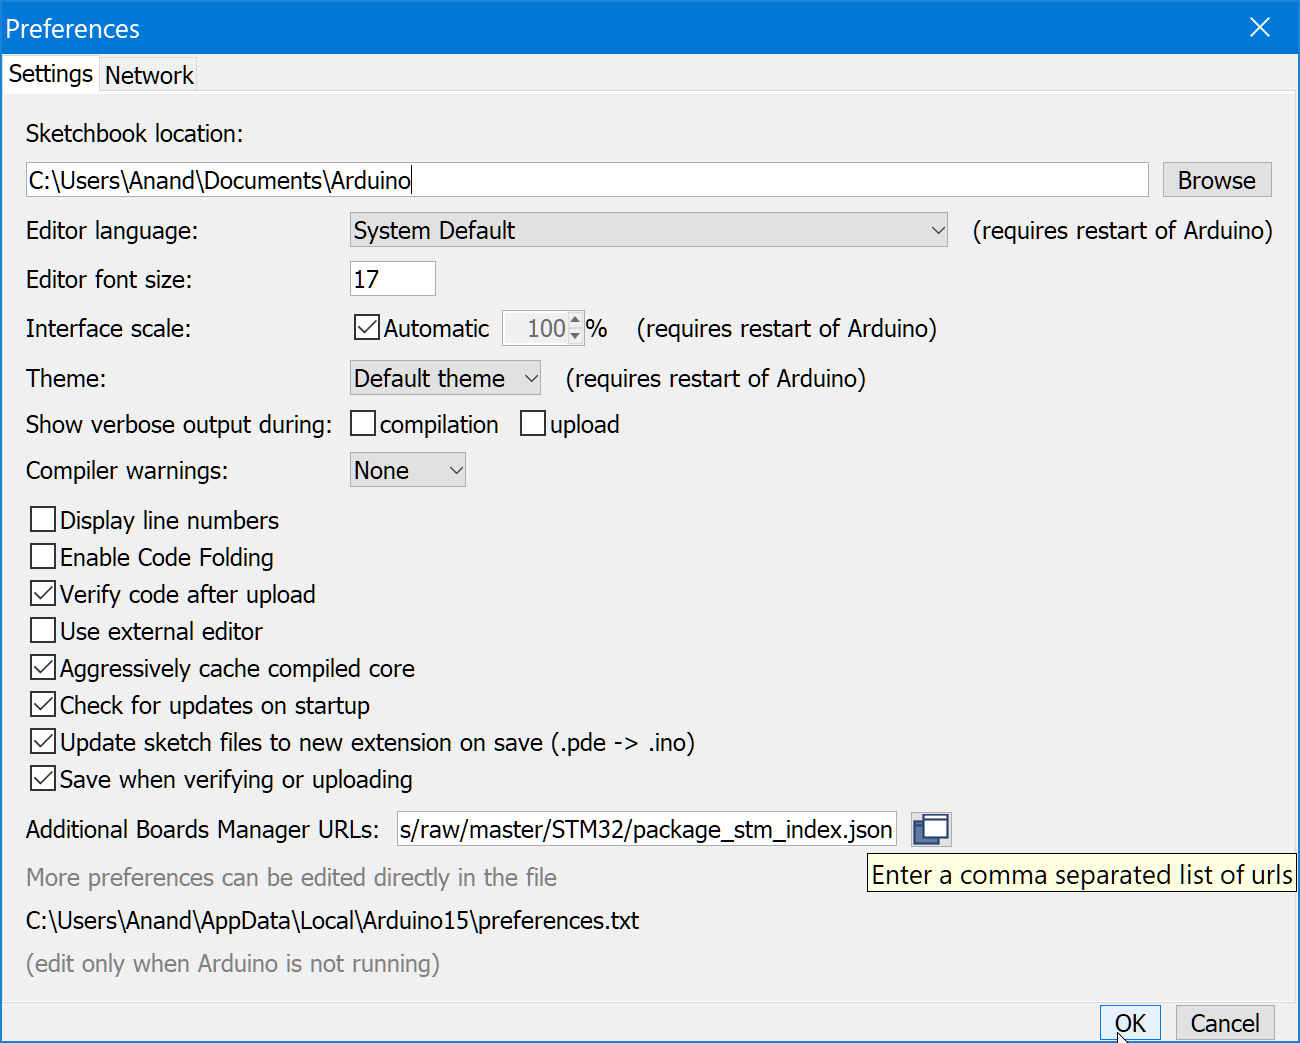 Preferences
Settings Network
Sketchbook location:
C:\Users\Anand\Documents\Arduino Browse
Editor language: System Default (requires restart of Arduino)
Editor font size: 17
Interface scale: Automatic 100 % (requires restart of Arduino)
Theme: Default theme (requires restart of Arduino)
Show verbose output during: compilation upload
Compiler warnings: None
Display line numbers
Enable Code Folding
Verify code after upload
Use external editor
Aggressively cache compiled core
Check for updates on startup
Update sketch files to new extension on save (.pde -> .ino)
Save when verifying or uploading
Additional Boards Manager URLs: s/raw/master/STM32/package_stm_index.json
More preferences can be edited directly in the file
Enter a comma separated list of urls
C:\Users\Anand\AppData\Local\Arduino15\preferences.txt
(edit only when Arduino is not running)
OK Cancel